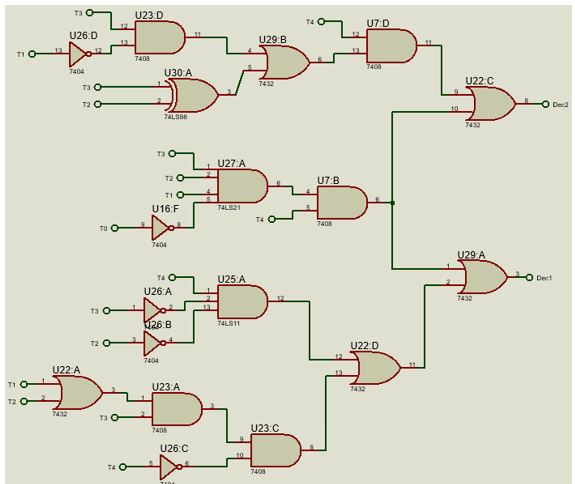 T3
12
U23:D
11
T1
13
U26:D
12
13
7404
7408
4
U29:B
5
6
7432
T4
12
U7:D
13
11
7408
U30:A
T3
1
T2
2
3
74LS86
9
U22:C
10
8
Dec2
7432
T3
1
U27:A
T2
2
T1
4
6
5
74LS21
U16:F
T0
9
8
7404
U7:B
4
5
6
T4
7408
U29:A
1
2
3
Dec1
7432
T4
1
U25:A
U26:A
T3
1
2
2
13
12
74LS11
U26:B
T2
3
4
7404
U22:D
12
13
11
7432
U22:A
T1
1
T2
2
3
7432
U23:A
1
T3
2
3
7408
U23:C
9
10
8
7408
U26:C
T4
5
6